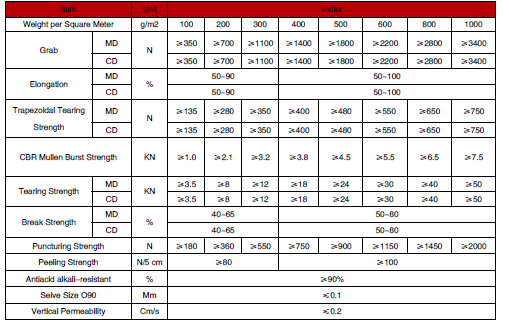 Item Unit Index
Weight per Square Meter g/m2 100 200 300 400 500 600 800 1000
Grab MD N ≥350 ≥700 ≥1100 ≥1400 ≥1800 ≥2200 ≥2800 ≥3400
CD ≥350 ≥700 ≥1100 ≥1400 ≥1800 ≥2200 ≥2800 ≥3400
Elongation MD % 50~90 50~100
CD 50~90 50~100
Trapezoidal Tearing Strength MD N ≥135 ≥280 ≥350 ≥400 ≥480 ≥550 ≥650 ≥750
CD ≥135 ≥280 ≥350 ≥400 ≥480 ≥550 ≥650 ≥750
CBR Mullen Burst Strength KN ≥1.0 ≥2.1 ≥3.2 ≥3.8 ≥4.5 ≥5.5 ≥6.5 ≥7.5
Tearing Strength MD KN ≥3.5 ≥8 ≥12 ≥18 ≥24 ≥30 ≥40 ≥50
CD ≥3.5 ≥8 ≥12 ≥18 ≥24 ≥30 ≥40 ≥50
Break Strength MD % 40~65 50~80
CD 40~65 50~80
Puncturing Strength N ≥180 ≥360 ≥550 ≥750 ≥900 ≥1150 ≥1450 ≥2000
Peeling Strength N/5 cm ≥80 ≥100
Antiacid alkali-resistant % ≥90%
Seive Size O90 Mm ≤0.1
Vertical Permeability Cm/s ≤0.2